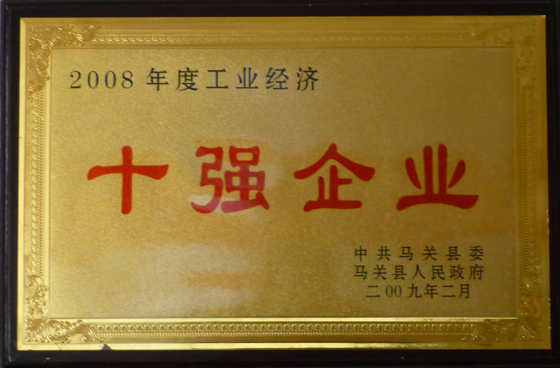 2008年度工业经济
十强企业
中共马关县委
马关县人民政府
二00九年二月